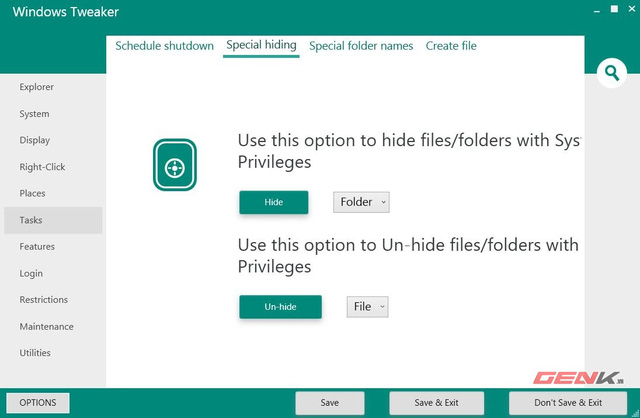 Windows Tweaker
Schedule shutdown
Special hiding
Special folder names
Create file
Explorer
System
Display
Right-Click
Places
Tasks
Features
Login
Restrictions
Maintenance
Utilities
Use this option to hide files/folders with Sys
Privileges
Hide
Folder
Use this option to Un-hide files/folders with
Privileges
Un-hide
File
GENK
OPTIONS
Save
Save & Exit
Don't Save & Exit